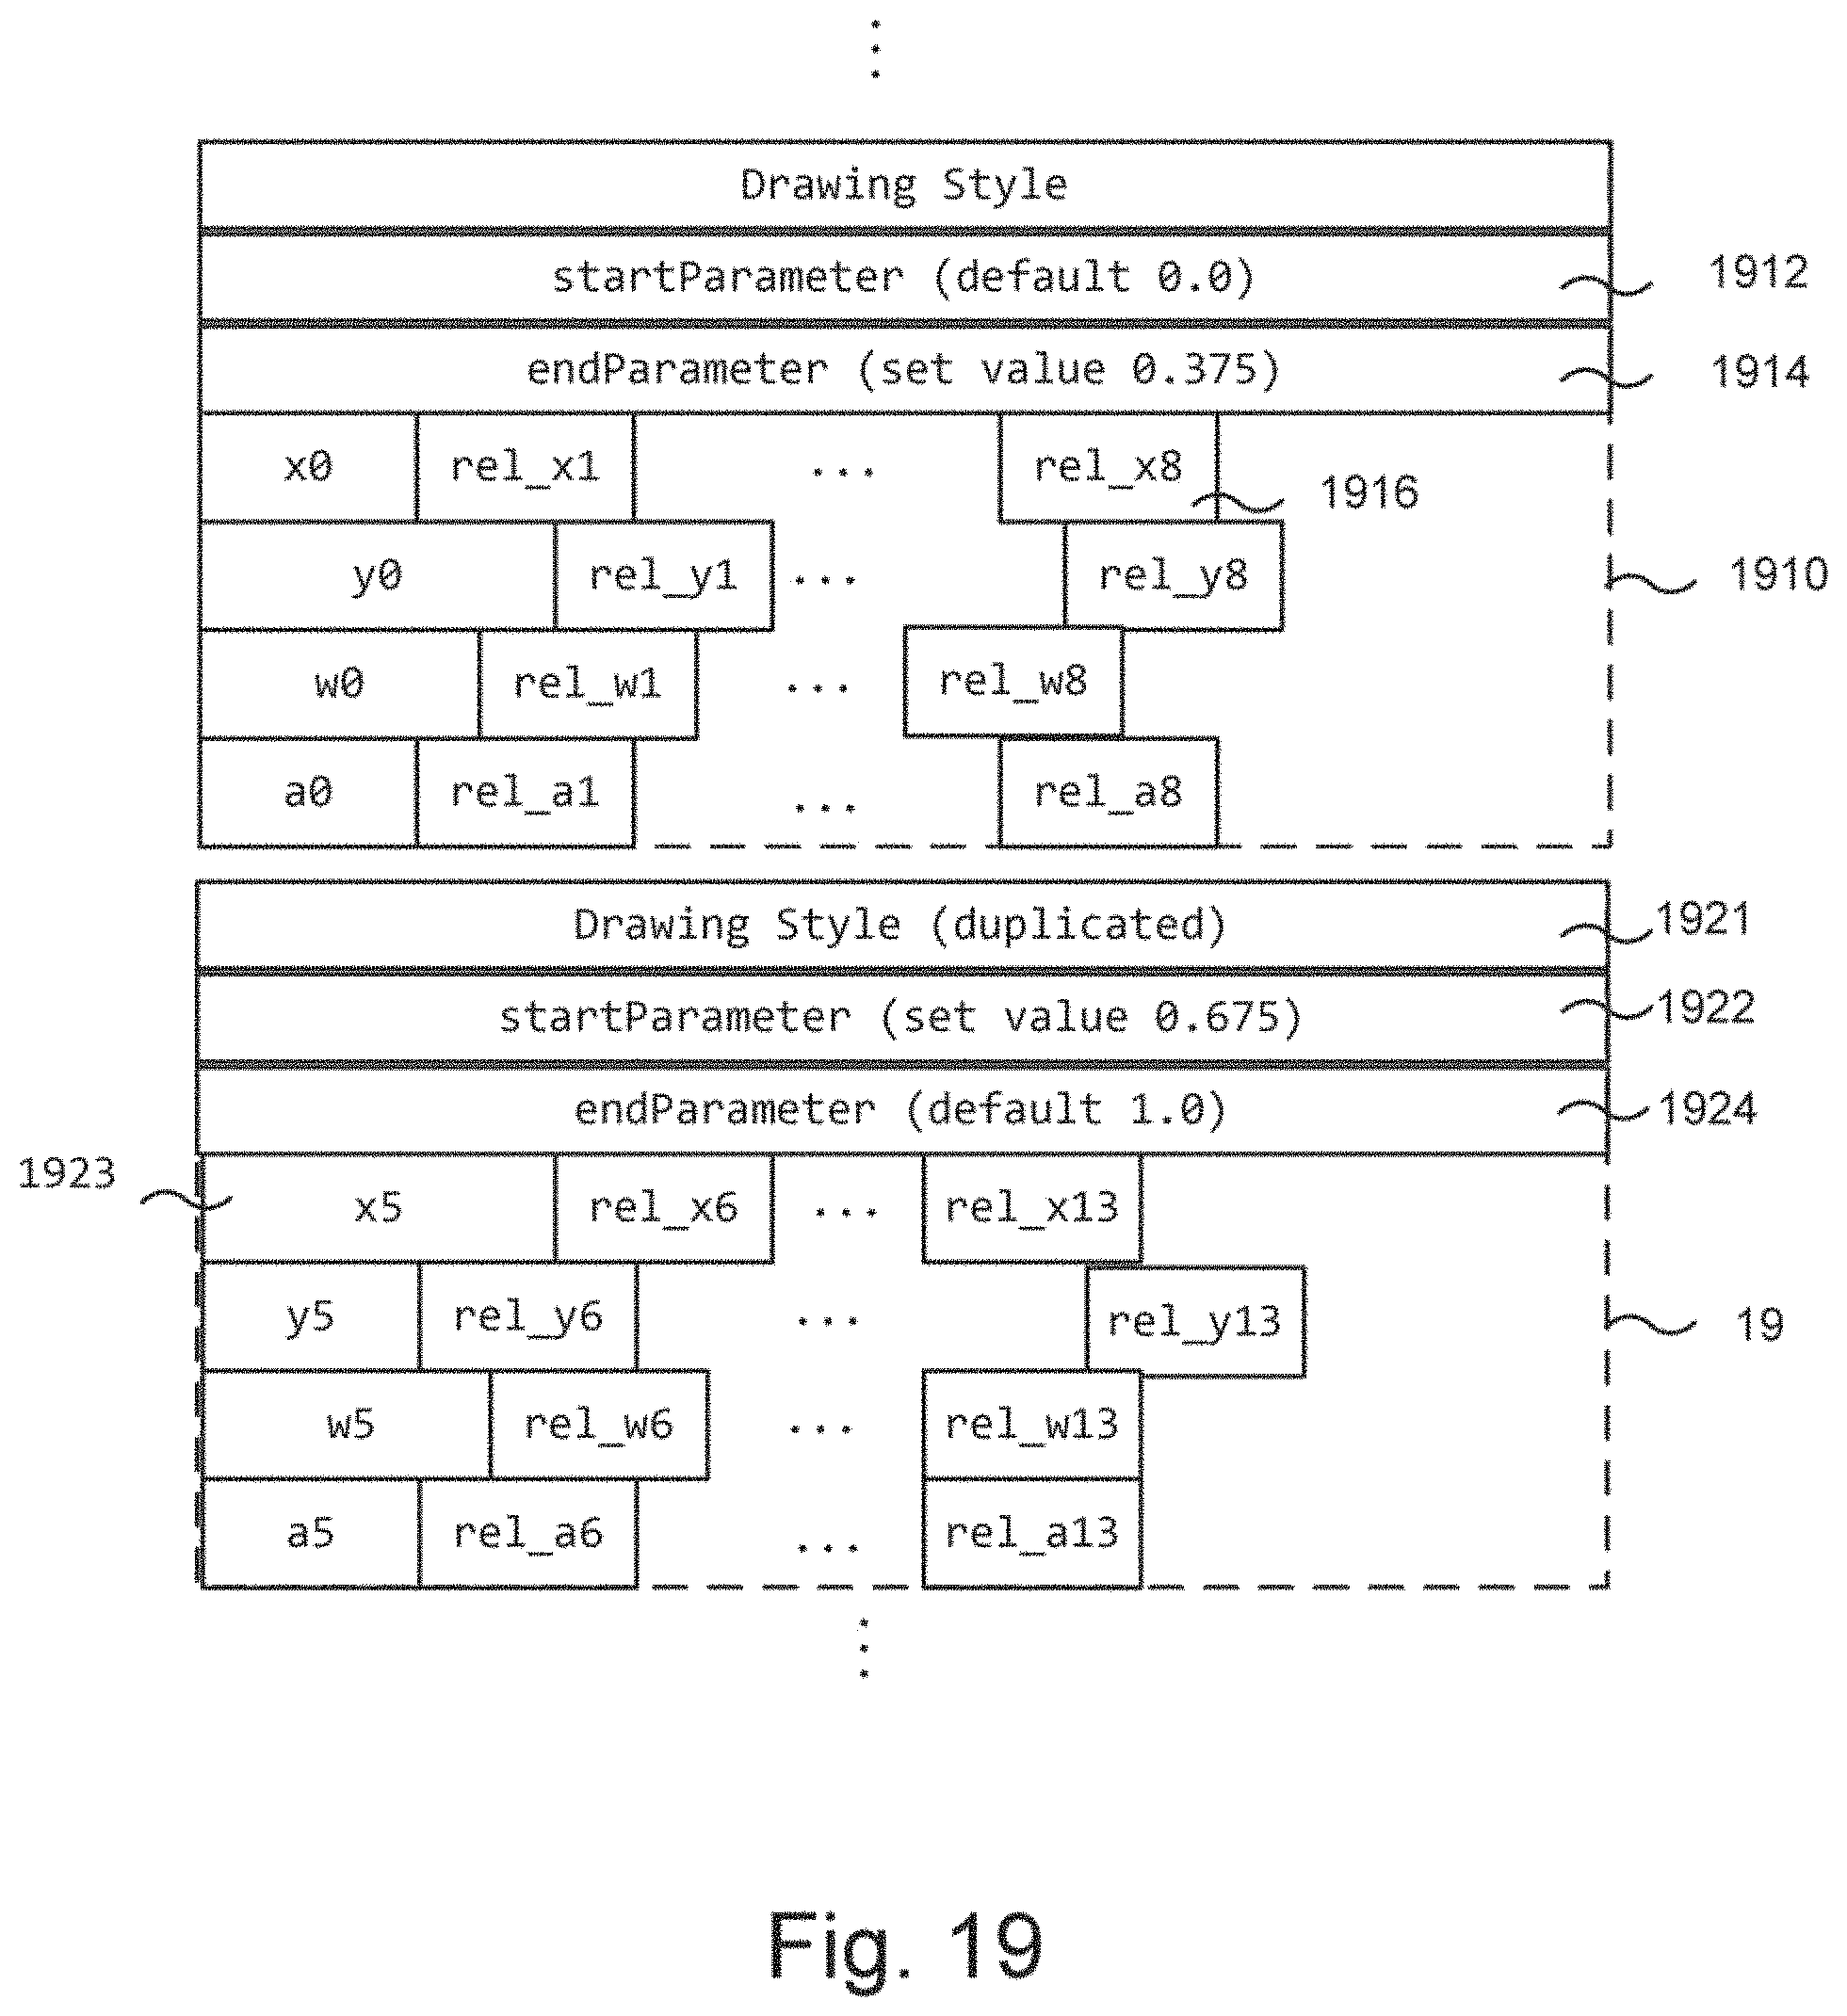 Drawing Style
startParameter (default 0.0) 1912
endParameter (set value 0.375) 1914
x0 rel_x1 ... rel_x8 1916
y0 rel_y1 ... rel_y8 1910
w0 rel_w1 ... rel_w8
a0 rel_a1 ... rel_a8
Drawing Style (duplicated) 1921
startParameter (set value 0.675) 1922
endParameter (default 1.0) 1924
1923 x5 rel_x6 ... rel_x13
y5 rel_y6 ... rel_y13 19
w5 rel_w6 ... rel_w13
a5 rel_a6 ... rel_a13
Fig. 19